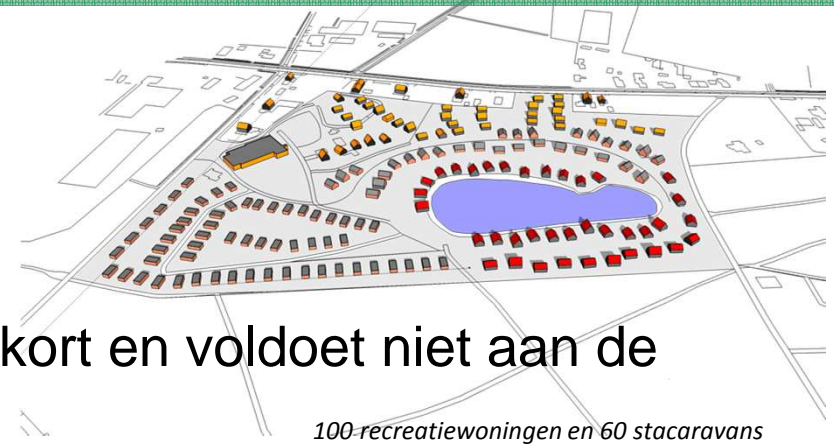 kort en voldoet niet aan de
100 recreatiewoningen en 60 stacaravans